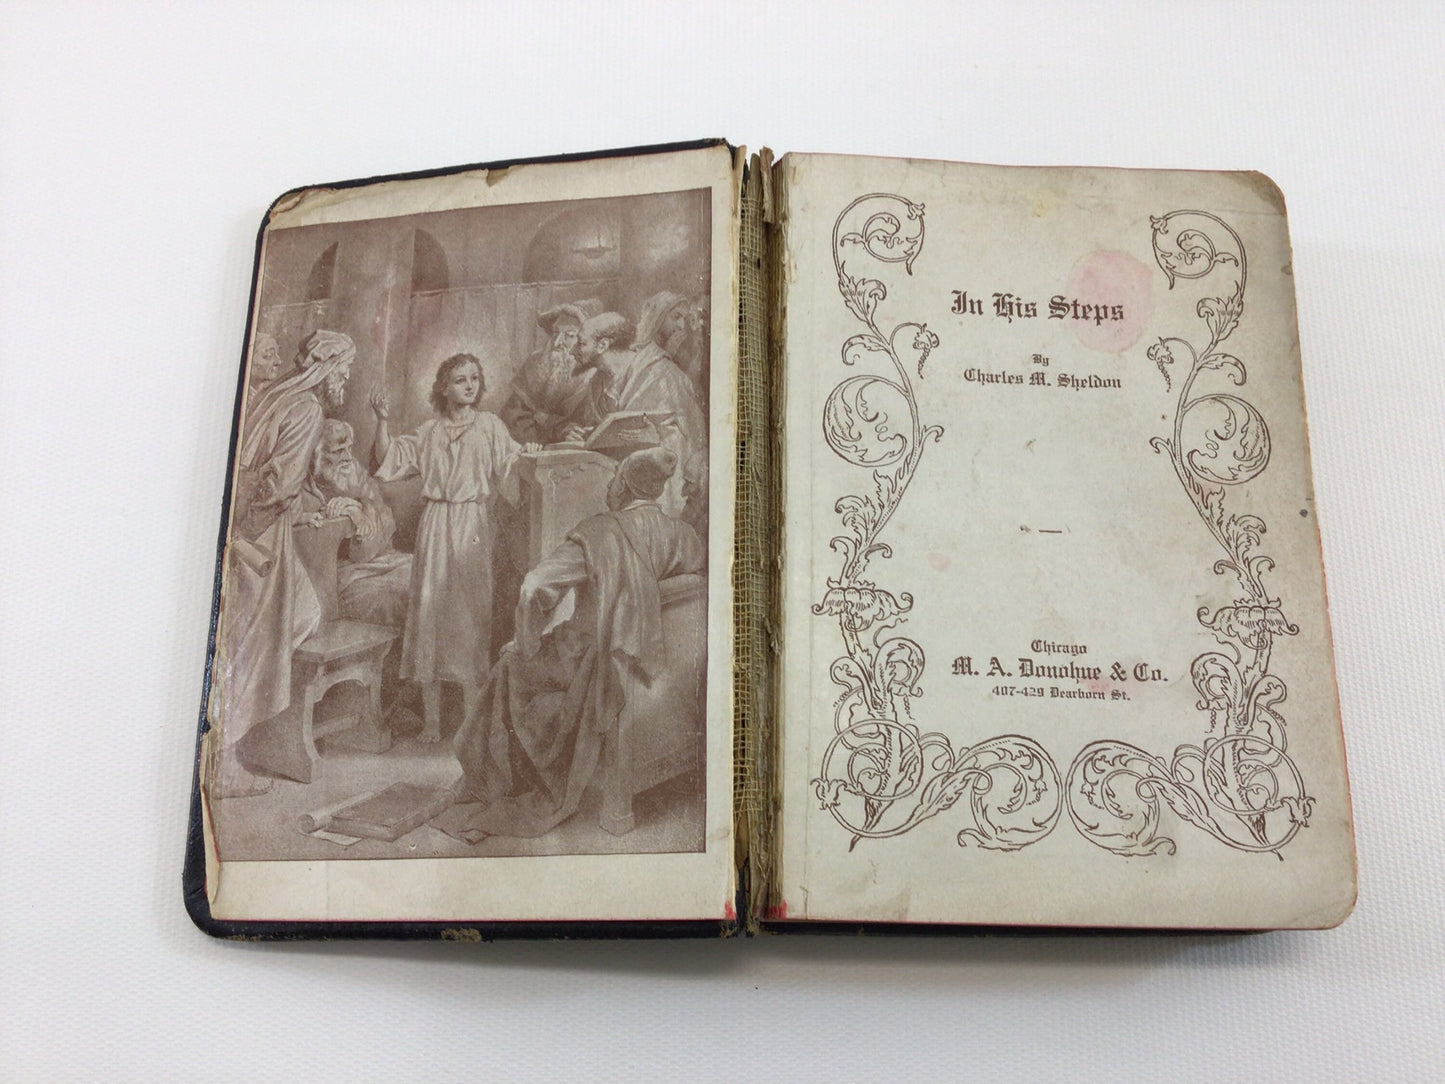 In His Steps
By
Charles M. Sheldon
Chicago
M. A. Donohue & Co.
407-429 Dearborn St.